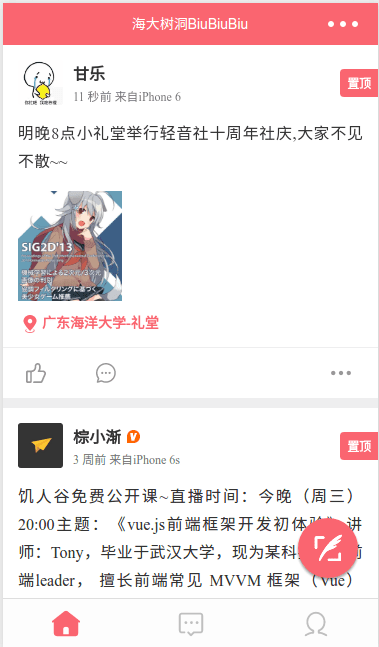 海大树洞BiuBiuBiu
甘乐
置顶
11 秒前 来自iPhone 6
明晚8点小礼堂举行轻音社十周年社庆,大家不见
不散~~
SIG2D'13
広东海洋大学-礼堂
棕小渐
置顶
3 周前 来自iPhone 6s
饥人谷免费公开课~直播时间：今晚（周三）
20:00主题：《vue.js前端框架开发初体验》 讲
师：Tony，毕业于武汉大学，现为某科
前
端leader， 擅长前端常见 MVVM 框架（Vue）